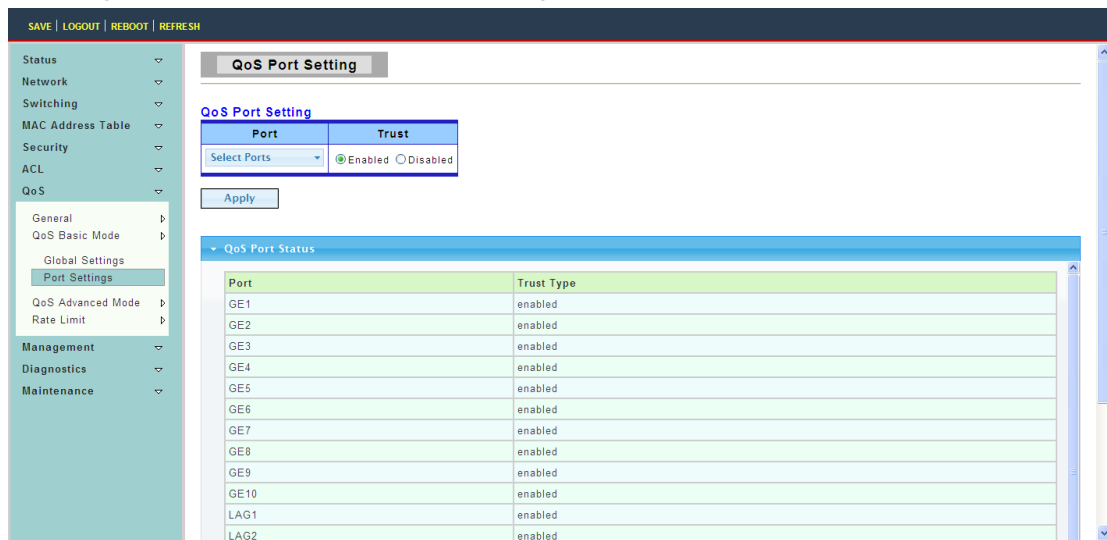 SAVE | LOGOUT | REBOOT | REFRESH
Status
Network
Switching
MAC Address Table
Security
ACL
QoS
General
QoS Basic Mode
Global Settings
Port Settings
QoS Advanced Mode
Rate Limit
Management
Diagnostics
Maintenance
QoS Port Setting
QoS Port Setting
Port Trust
Select Ports Enabled Disabled
Apply
QoS Port Status
Port Trust Type
GE1 enabled
GE2 enabled
GE3 enabled
GE4 enabled
GE5 enabled
GE6 enabled
GE7 enabled
GE8 enabled
GE9 enabled
GE10 enabled
LAG1 enabled
LAG2 enabled